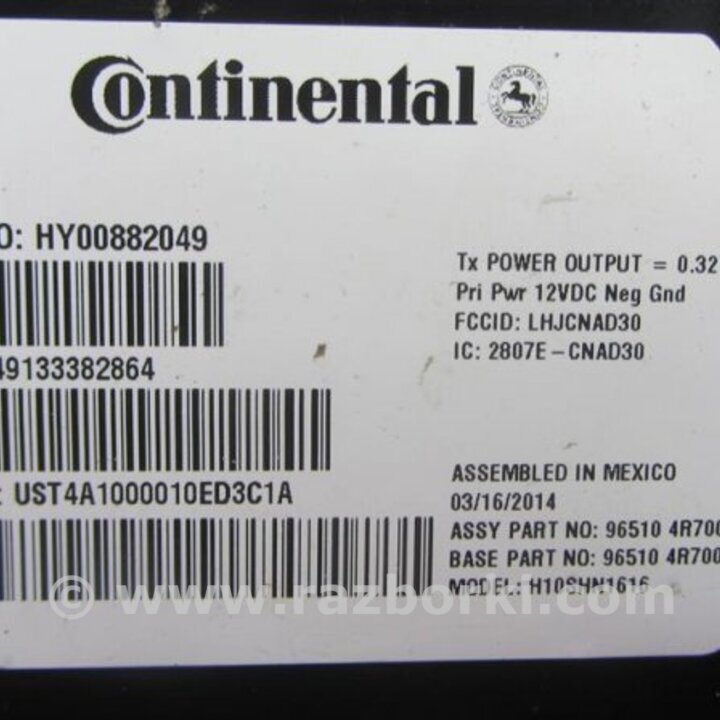 Continental
O: HY00882049
49133382864
: UST4A1000010ED3C1A
Tx POWER OUTPUT = 0.32
Pri Pwr 12VDC Neg Gnd
FCCID: LHJCNAD30
IC: 2807E-CNAD30
ASSEMBLED IN MEXICO
03/16/2014
ASSY PART NO: 96510 4R700
BASE PART NO: 96510 4R700
MODEL: H10SHN1616
© www.razborki.com